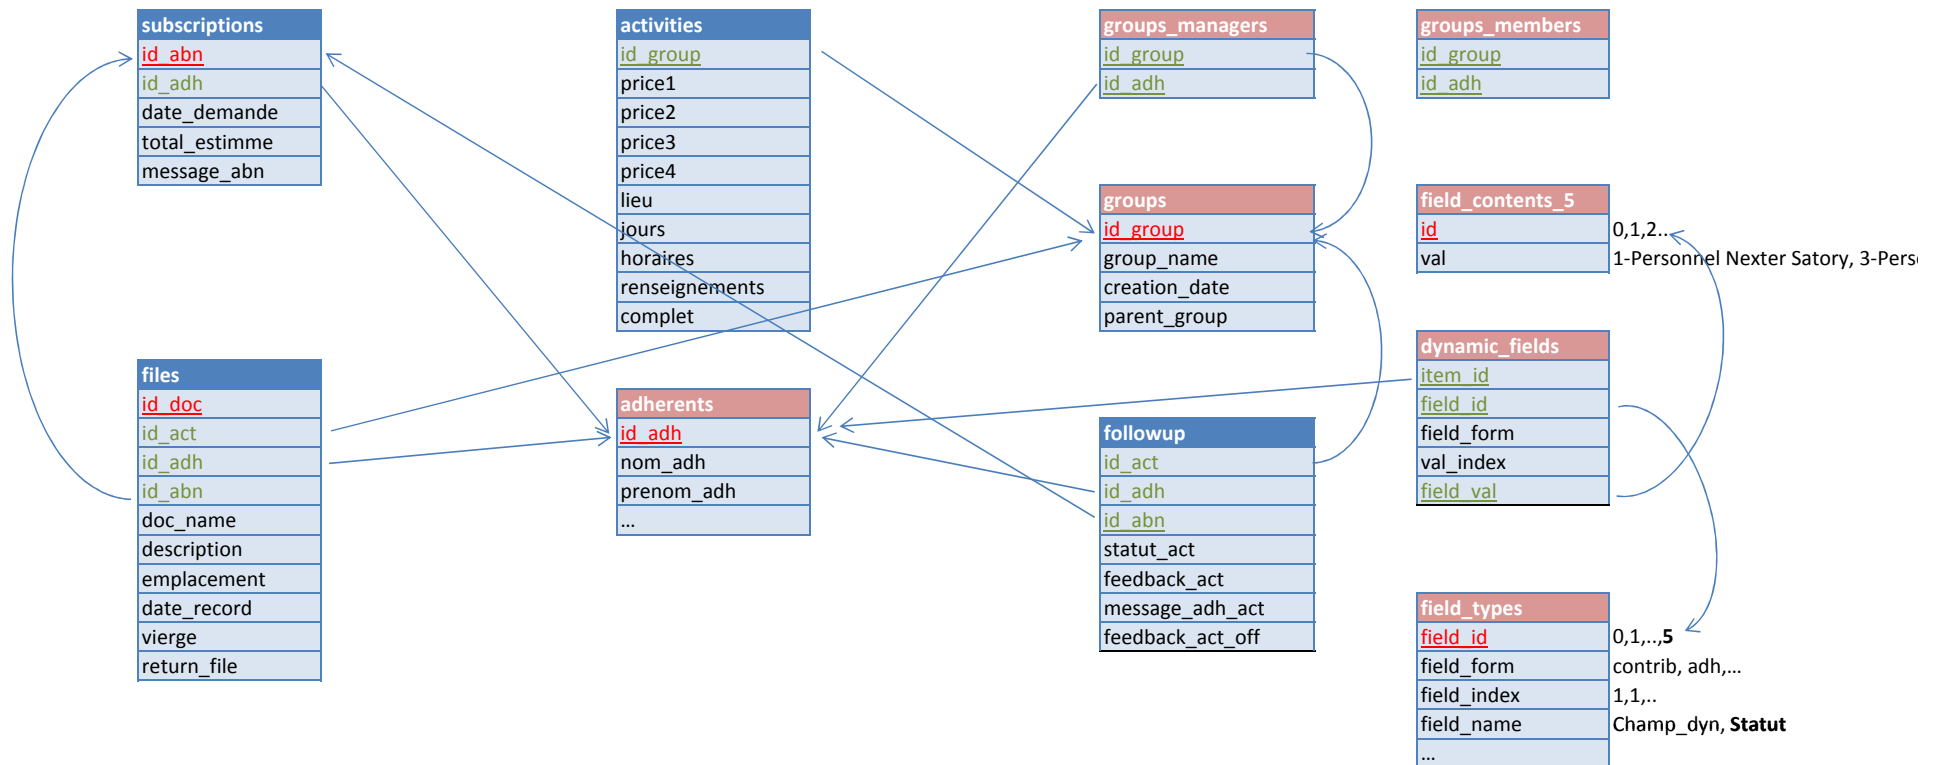 subscriptions
id_abn
id_adh
date_demande
total_estimme
message_abn
activities
id_group
price1
price2
price3
price4
lieu
jours
horaires
renseignements
complet
groups_managers
id_group
id_adh
groups_members
id_group
id_adh
groups
id_group
group_name
creation_date
parent_group
field_contents_5
id 0,1,2..
val 1-Personnel Nexter Satory, 3-Pers
files
id_doc
id_act
id_adh
id_abn
doc_name
description
emplacement
date_record
vierge
return_file
adherents
id_adh
nom_adh
prenom_adh
...
followup
id_act
id_adh
id_abn
statut_act
feedback_act
message_adh_act
feedback_act_off
dynamic_fields
item_id
field_id
field_form
val_index
field_val
field_types
field_id 0,1,..,5
field_form contrib, adh,...
field_index 1,1,..
field_name Champ_dyn, Statut
...